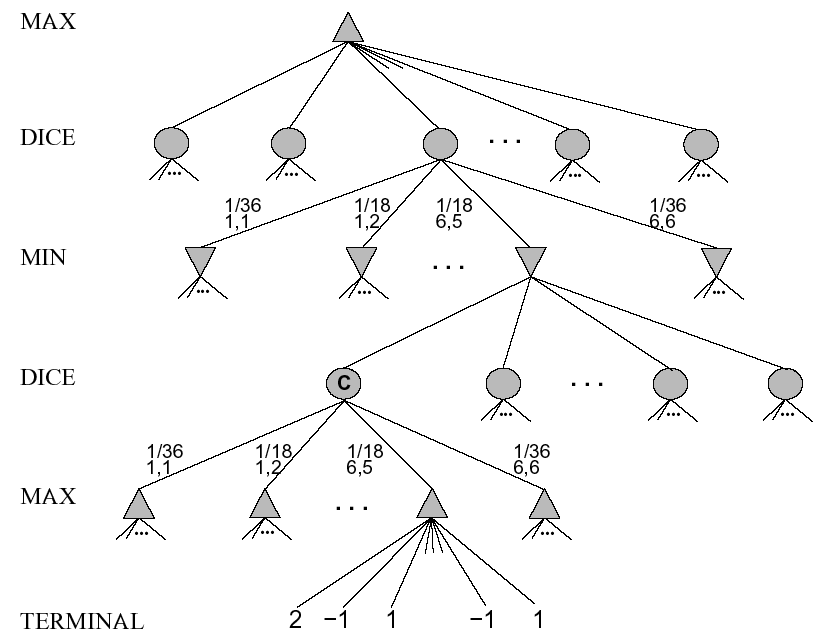 MAX
DICE
...
1/36 1/18 1/18 1/36
1,1 1,2 6,5 6,6
MIN
...
DICE
C
...
1/36 1/18 1/18 1/36
1,1 1,2 6,5 6,6
MAX
...
TERMINAL 2 −1 1 −1 1